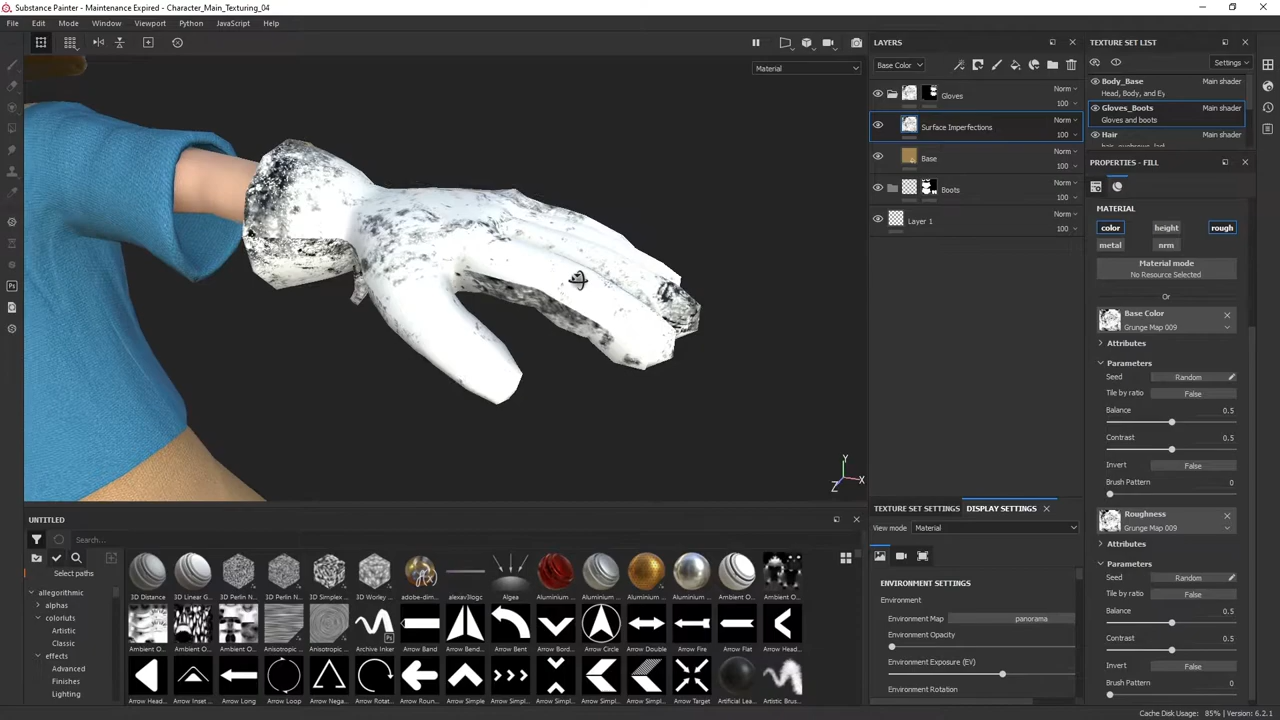 Substance Painter - Maintenance Expired - Character_Main_Texturing_04
File Edit Mode Window Viewport Python JavaScript Help
Material
LAYERS
Base Color
Gloves Norm 100
Surface Imperfections Norm 100
Base Norm 100
Boots Norm 100
Layer 1 Norm 100
TEXTURE SET LIST
Settings
Body_Base Main shader
Head, Body, and Ey
Gloves_Boots Main shader
Gloves and boots
Hair Main shader
PROPERTIES - FILL
MATERIAL
color height rough
metal nrm
Material mode
No Resource Selected
Or
Base Color
Grunge Map 009
Attributes
Parameters
Seed Random
Tile by ratio False
Balance 0.5
Contrast 0.5
Invert False
Brush Pattern 0
Roughness
Grunge Map 009
Attributes
Parameters
Seed Random
Tile by ratio False
Balance 0.5
Contrast 0.5
Invert False
Brush Pattern 0
Y
Z X
TEXTURE SET SETTINGS DISPLAY SETTINGS
View mode Material
ENVIRONMENT SETTINGS
Environment
Environment Map panorama
Environment Opacity
Environment Exposure (EV)
Environment Rotation
UNTITLED
Search...
Select paths
allegorithmic
alphas
colorluts
Artistic
Classic
effects
Advanced
Finishes
Lighting
3D Distance 3D Linear G... 3D Perlin N... 3D Perlin N... 3D Simplex ... 3D Worley ... adobe-dim... alexav3logc Algea Aluminium ... Aluminium ... Aluminium ... Aluminium ... Ambient O... Ambient O...
Ambient O... Ambient O... Ambient O... Anisotropic ... Anisotropic ... Archive Inker Arrow Band Arrow Bend Arrow Bent Arrow Bord... Arrow Circle Arrow Double Arrow Fire Arrow Flat Arrow Head...
Arrow Head... Arrow Inset ... Arrow Long Arrow Loop Arrow Nega... Arrow Rotat... Arrow Roun... Arrow Simple Arrow Simple Arrow Simple Arrow Simple Arrow Simple Arrow Target Artificial Lea... Artistic Brus...
Cache Disk Usage: 85% | Version: 6.2.1